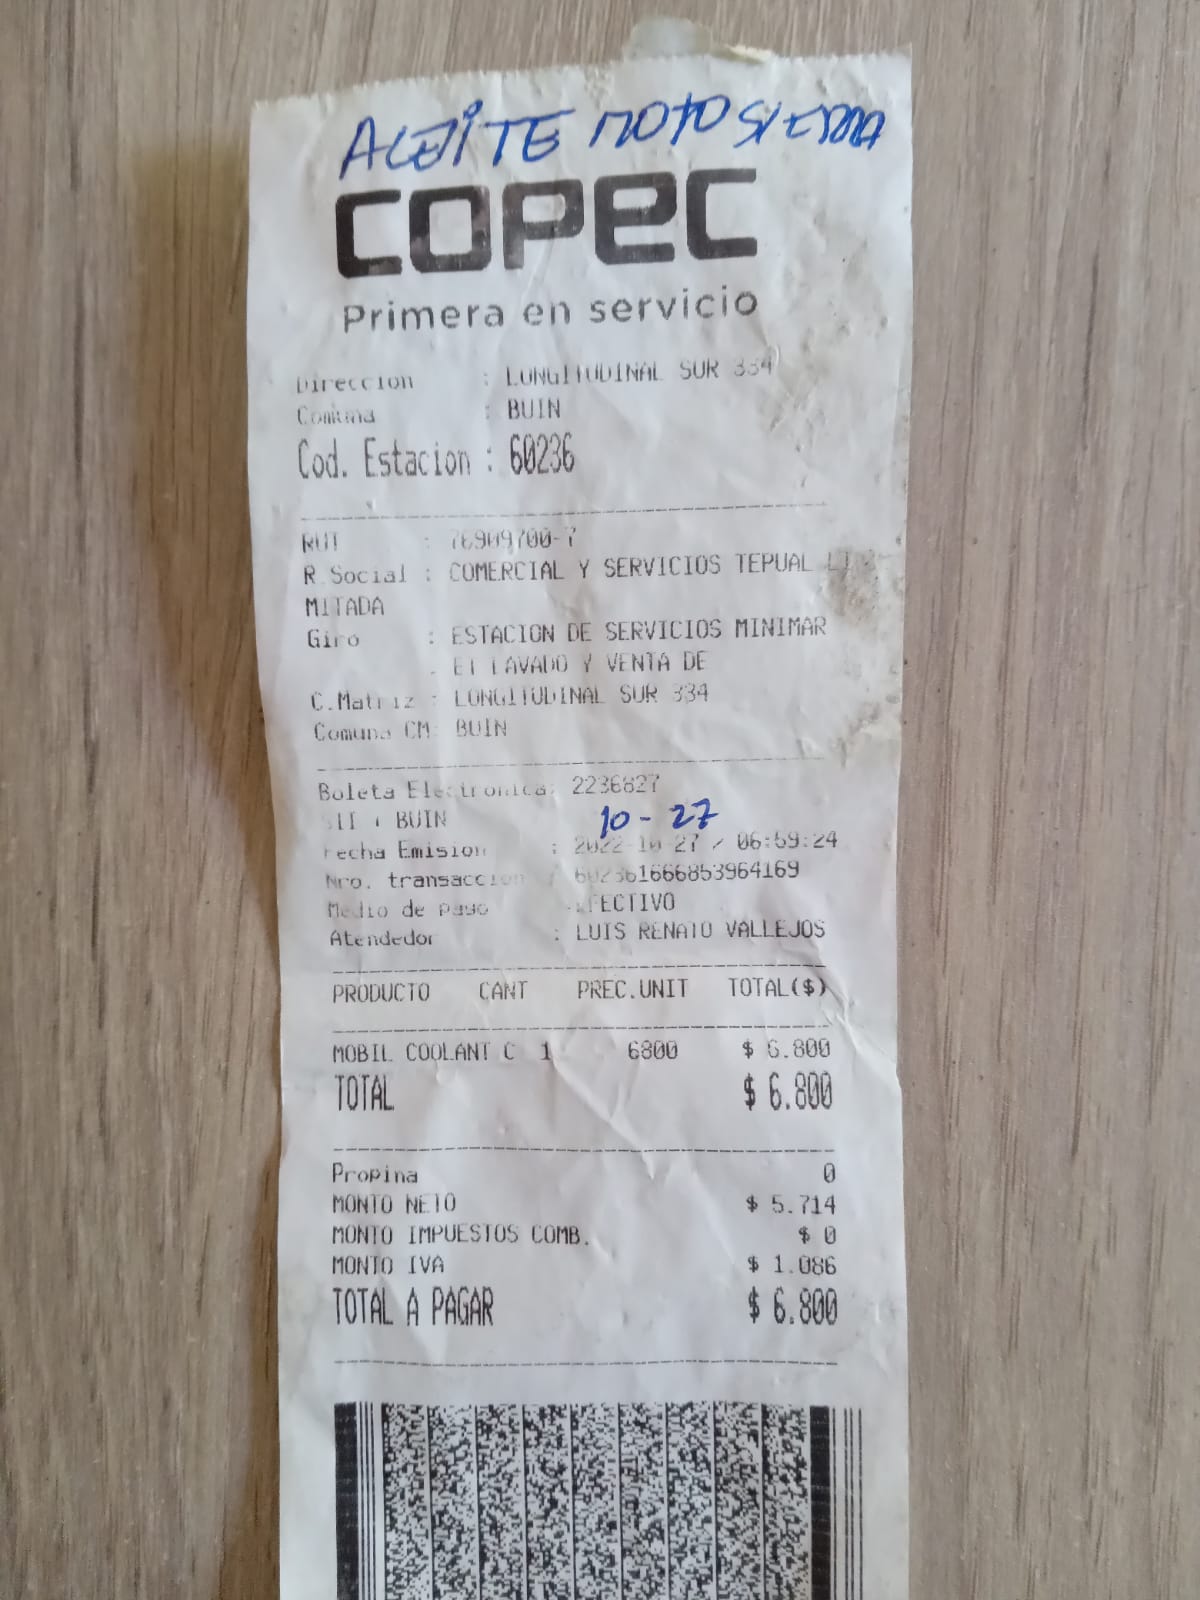 ACEITE MOTOSIERRA
COPEC
Primera en servicio
Direccion : LONGITUDINAL SUR 334
Comuna : BUIN
Cod. Estacion : 60236
RUT : 76909700-7
R.Social : COMERCIAL Y SERVICIOS TEPUAL LI
MITADA
Giro : ESTACION DE SERVICIOS MINIMAR
. ET LAVADO Y VENTA DE
C.Matriz : LONGITUDINAL SUR 334
Comuna CM: BUIN
Boleta Electronica: 2236827
SII : BUIN
10-27
Fecha Emision : 2022-10-27 / 06:59:24
Nro. transaccion : 602361666853964169
Medio de pago : EFECTIVO
Atendedor : LUIS RENATO VALLEJOS
PRODUCTO CANT PREC.UNIT TOTAL($)
MOBIL COOLANT C 1 6800 $ 6.800
TOTAL $ 6.800
Propina 0
MONTO NETO $ 5.714
MONTO IMPUESTOS COMB. $ 0
MONTO IVA $ 1.086
TOTAL A PAGAR $ 6.800